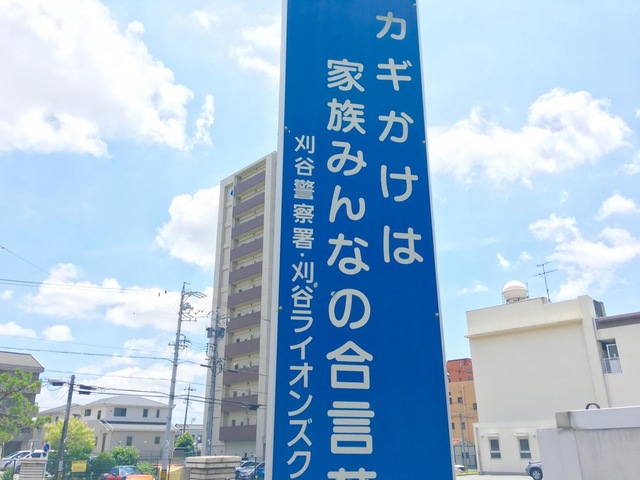 カギかけは
家族みんなの合言葉
刈谷警察署・刈谷ライオンズク